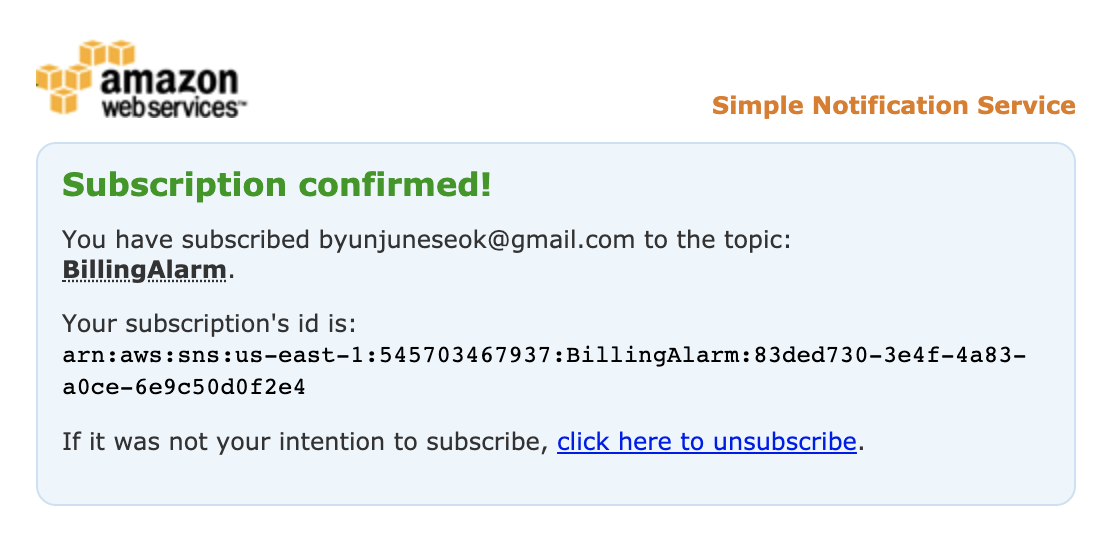 amazon
web services™
Simple Notification Service
Subscription confirmed!
You have subscribed byunjuneseok@gmail.com to the topic:
BillingAlarm.
Your subscription's id is:
arn:aws:sns:us-east-1:545703467937:BillingAlarm:83ded730-3e4f-4a83-
a0ce-6e9c50d0f2e4
If it was not your intention to subscribe, click here to unsubscribe.